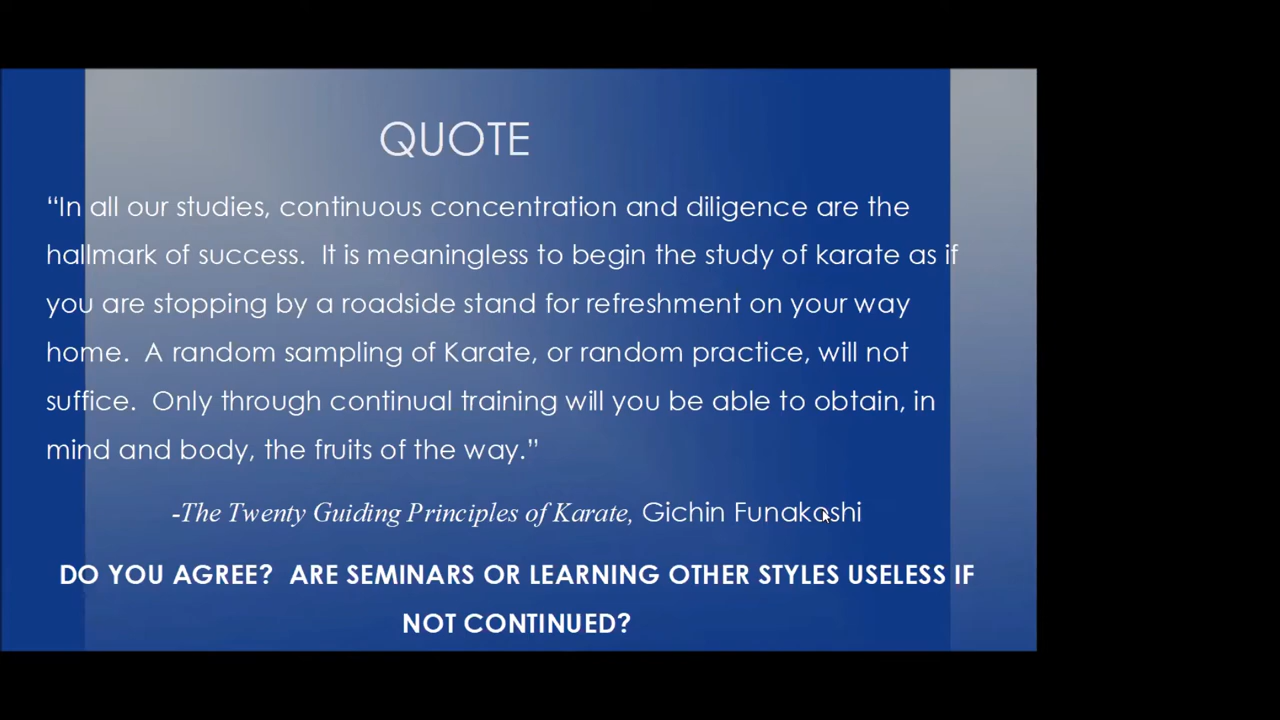 QUOTE
“In all our studies, continuous concentration and diligence are the
hallmark of success.  It is meaningless to begin the study of karate as if
you are stopping by a roadside stand for refreshment on your way
home.  A random sampling of Karate, or random practice, will not
suffice.  Only through continual training will you be able to obtain, in
mind and body, the fruits of the way.”
-The Twenty Guiding Principles of Karate, Gichin Funakoshi
DO YOU AGREE?  ARE SEMINARS OR LEARNING OTHER STYLES USELESS IF
NOT CONTINUED?